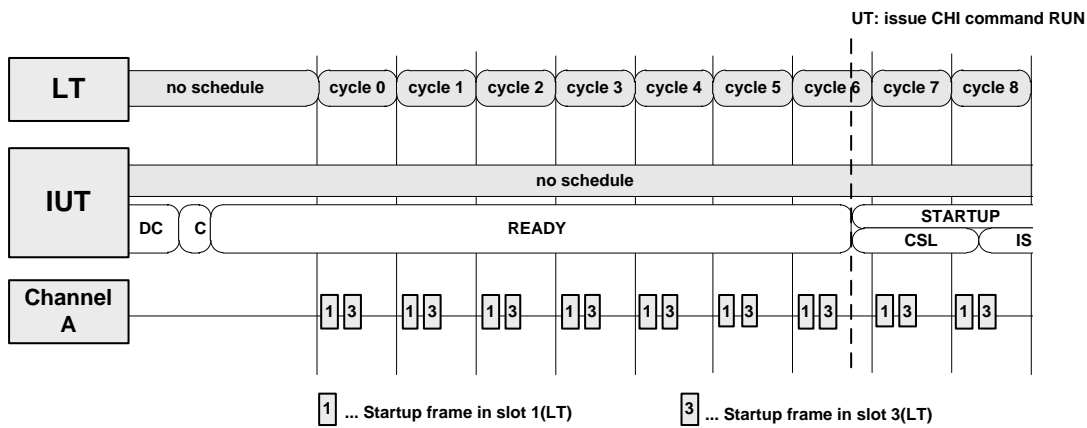 UT: issue CHI command RUN
LT
no schedule
cycle 0
cycle 1
cycle 2
cycle 3
cycle 4
cycle 5
cycle 6
cycle 7
cycle 8
IUT
no schedule
DC
C
READY
STARTUP
CSL
IS
Channel
A
1 3 1 3 1 3 1 3 1 3 1 3 1 3 1 3 1 3
1 ... Startup frame in slot 1(LT)
3 ... Startup frame in slot 3(LT)